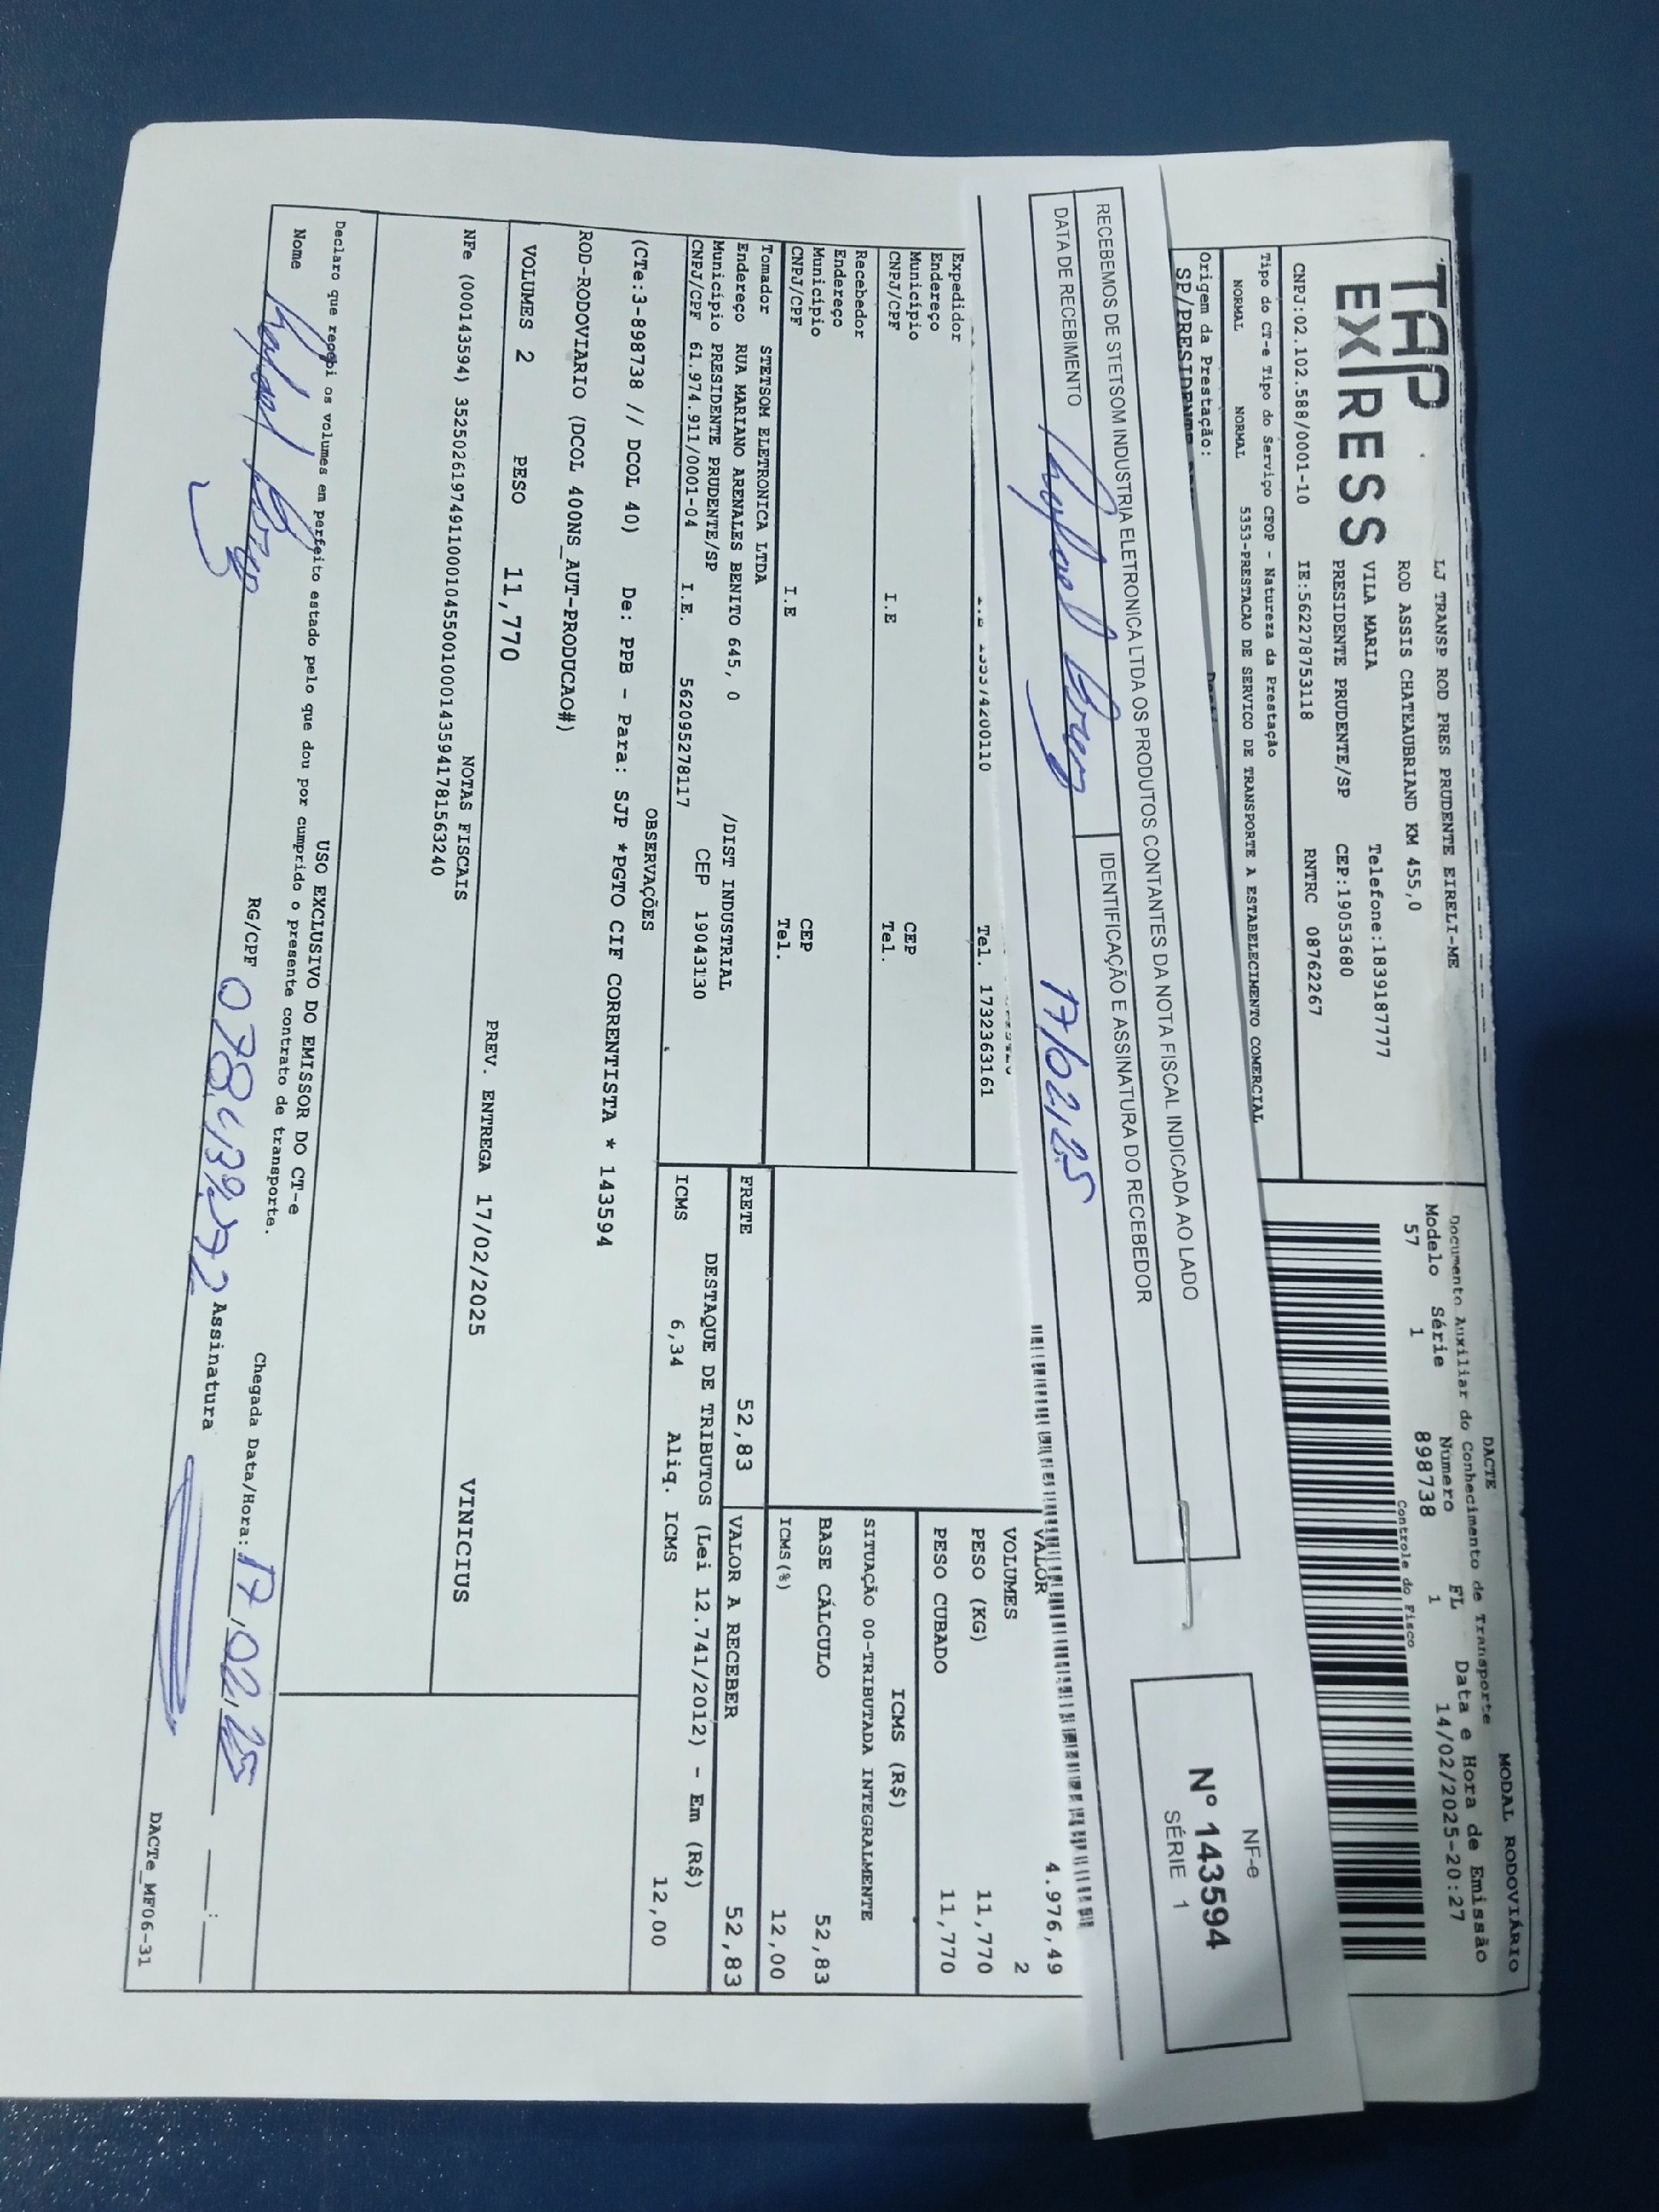 TAP
EXPRESS
LJ TRANSP ROD PRES PRUDENTE EIRELI-ME
ROD ASSIS CHATEAUBRIAND KM 455,0
VILA MARIA Telefone:1839187777
PRESIDENTE PRUDENTE/SP CEP:19053680
CNPJ:02.102.588/0001-10 IE:562278753118 RNTRC 08762267
MODAL RODOVIÁRIO
DACTE
Documento Auxiliar do Conhecimento de Transporte
Modelo Série Número FL Data e Hora de Emissão
57 1 898738 1 14/02/2025-20:27
Controle do Fisco
Tipo do CT-e Tipo do Serviço CFOP - Natureza da Prestação
NORMAL NORMAL 5353-PRESTACAO DE SERVICO DE TRANSPORTE A ESTABELECIMENTO COMERCIAL
Origem da Prestação:
SP/PRESIDENTE
RECEBEMOS DE STETSOM INDUSTRIA ELETRONICA LTDA OS PRODUTOS CONTANTES DA NOTA FISCAL INDICADA AO LADO
DATA DE RECEBIMENTO IDENTIFICAÇÃO E ASSINATURA DO RECEBEDOR
17/02/25
NF-e
Nº 143594
SÉRIE 1
Tel. 1732363161
Expedidor
Endereço
Município CEP
CNPJ/CPF I.E Tel.
Recebedor
Endereço
Município CEP
CNPJ/CPF I.E Tel.
Tomador STETSOM ELETRONICA LTDA
Endereço RUA MARIANO ARENALES BENITO 645, 0 /DIST INDUSTRIAL
Município PRESIDENTE PRUDENTE/SP CEP 19043130
CNPJ/CPF 61.974.911/0001-04 I.E. 562095278117
VALOR 4.976,49
VOLUMES 2
PESO (KG) 11,770
PESO CUBADO 11,770
ICMS (R$)
SITUAÇÃO 00-TRIBUTADA INTEGRALMENTE
BASE CÁLCULO 52,83
ICMS(%) 12,00
FRETE 52,83 VALOR A RECEBER 52,83
DESTAQUE DE TRIBUTOS (Lei 12.741/2012) - Em (R$)
ICMS 6,34 Aliq. ICMS 12,00
OBSERVAÇÕES
(CTe:3-898738 // DCOL 40) De: PPB - Para: SJP *PGTO CIF CORRENTISTA * 143594
ROD-RODOVIARIO (DCOL 400NS_AUT-PRODUCAO#)
VOLUMES 2 PESO 11,770 PREV. ENTREGA 17/02/2025 VINICIUS
NOTAS FISCAIS
NFe (000143594) 35250261974911000104550010001435941781563240
USO EXCLUSIVO DO EMISSOR DO CT-e
Declaro que recebi os volumes em perfeito estado pelo que dou por cumprido o presente contrato de transporte.
Nome RG/CPF Assinatura Chegada Data/Hora: 17/02/25
DACTe_MF06-31